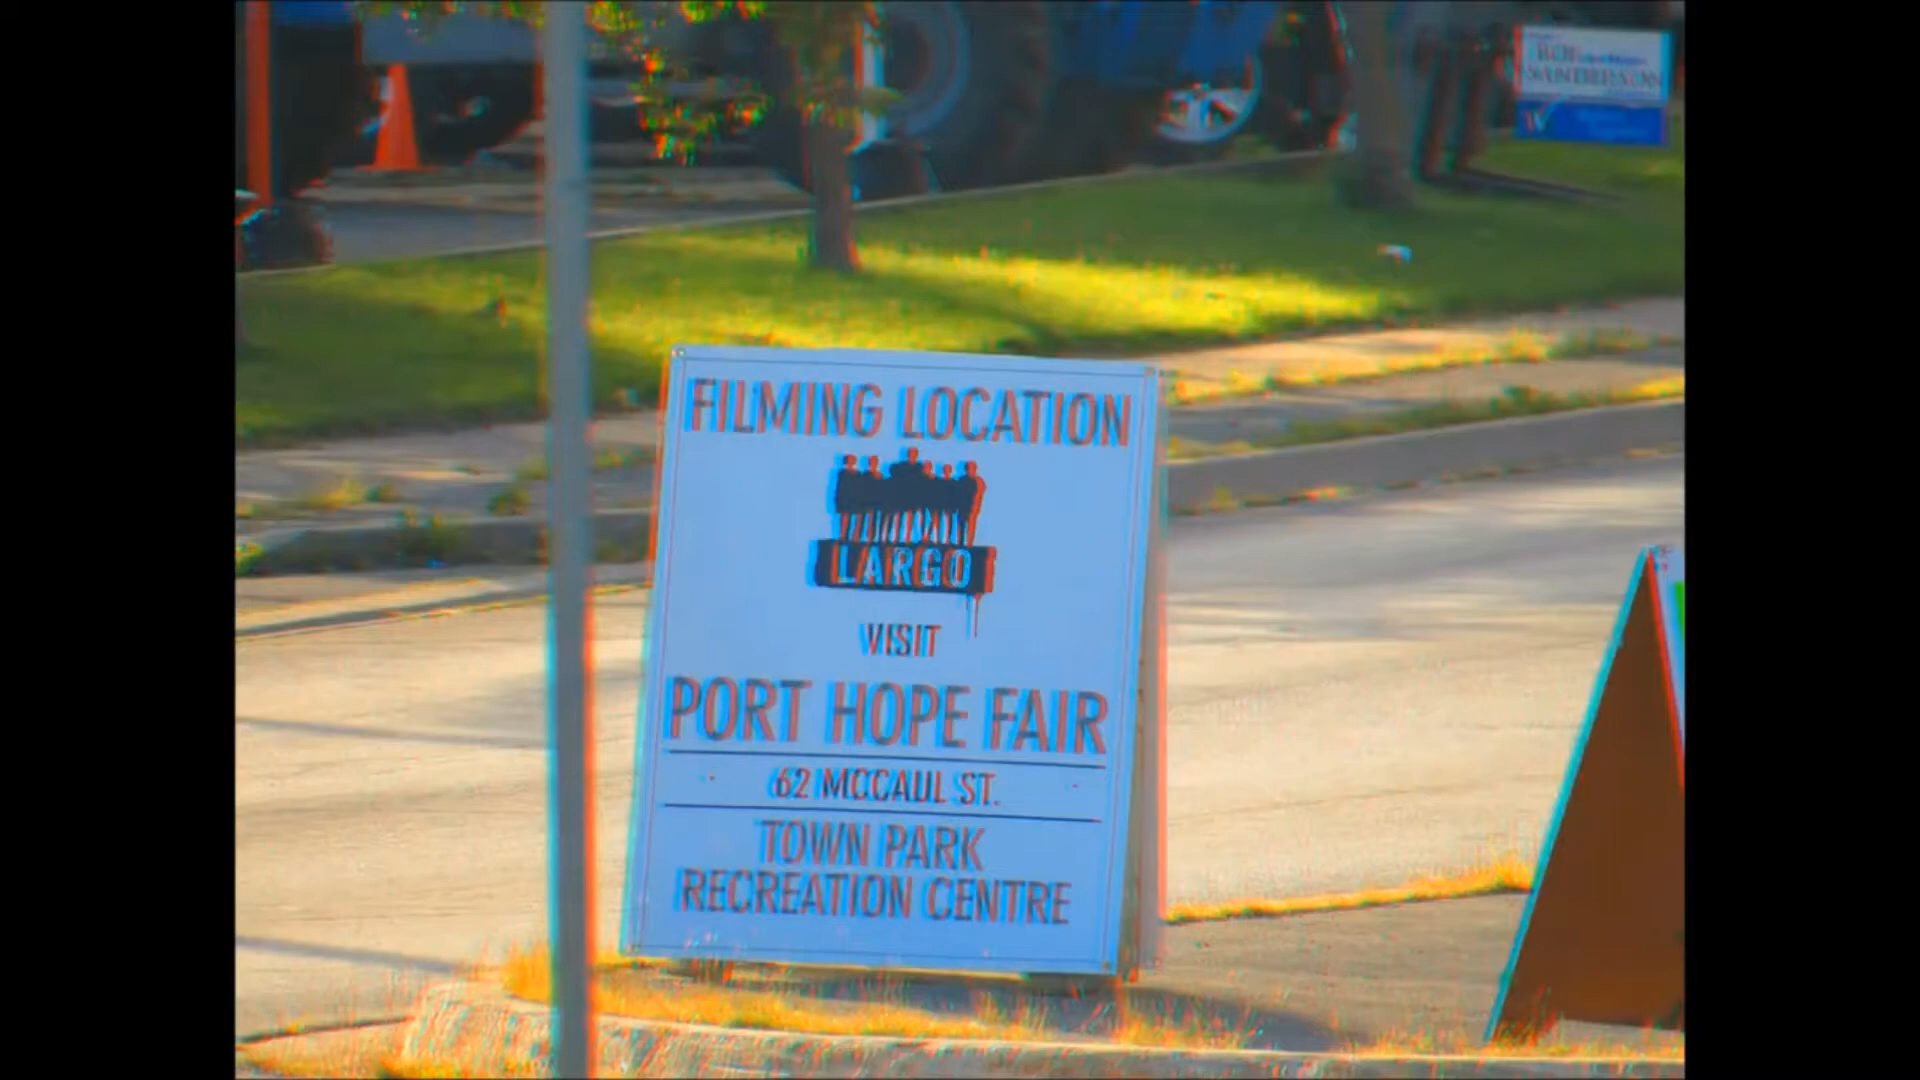 FILMING LOCATION
LARGO
VISIT
PORT HOPE FAIR
62 MCCAUL ST.
TOWN PARK
RECREATION CENTRE